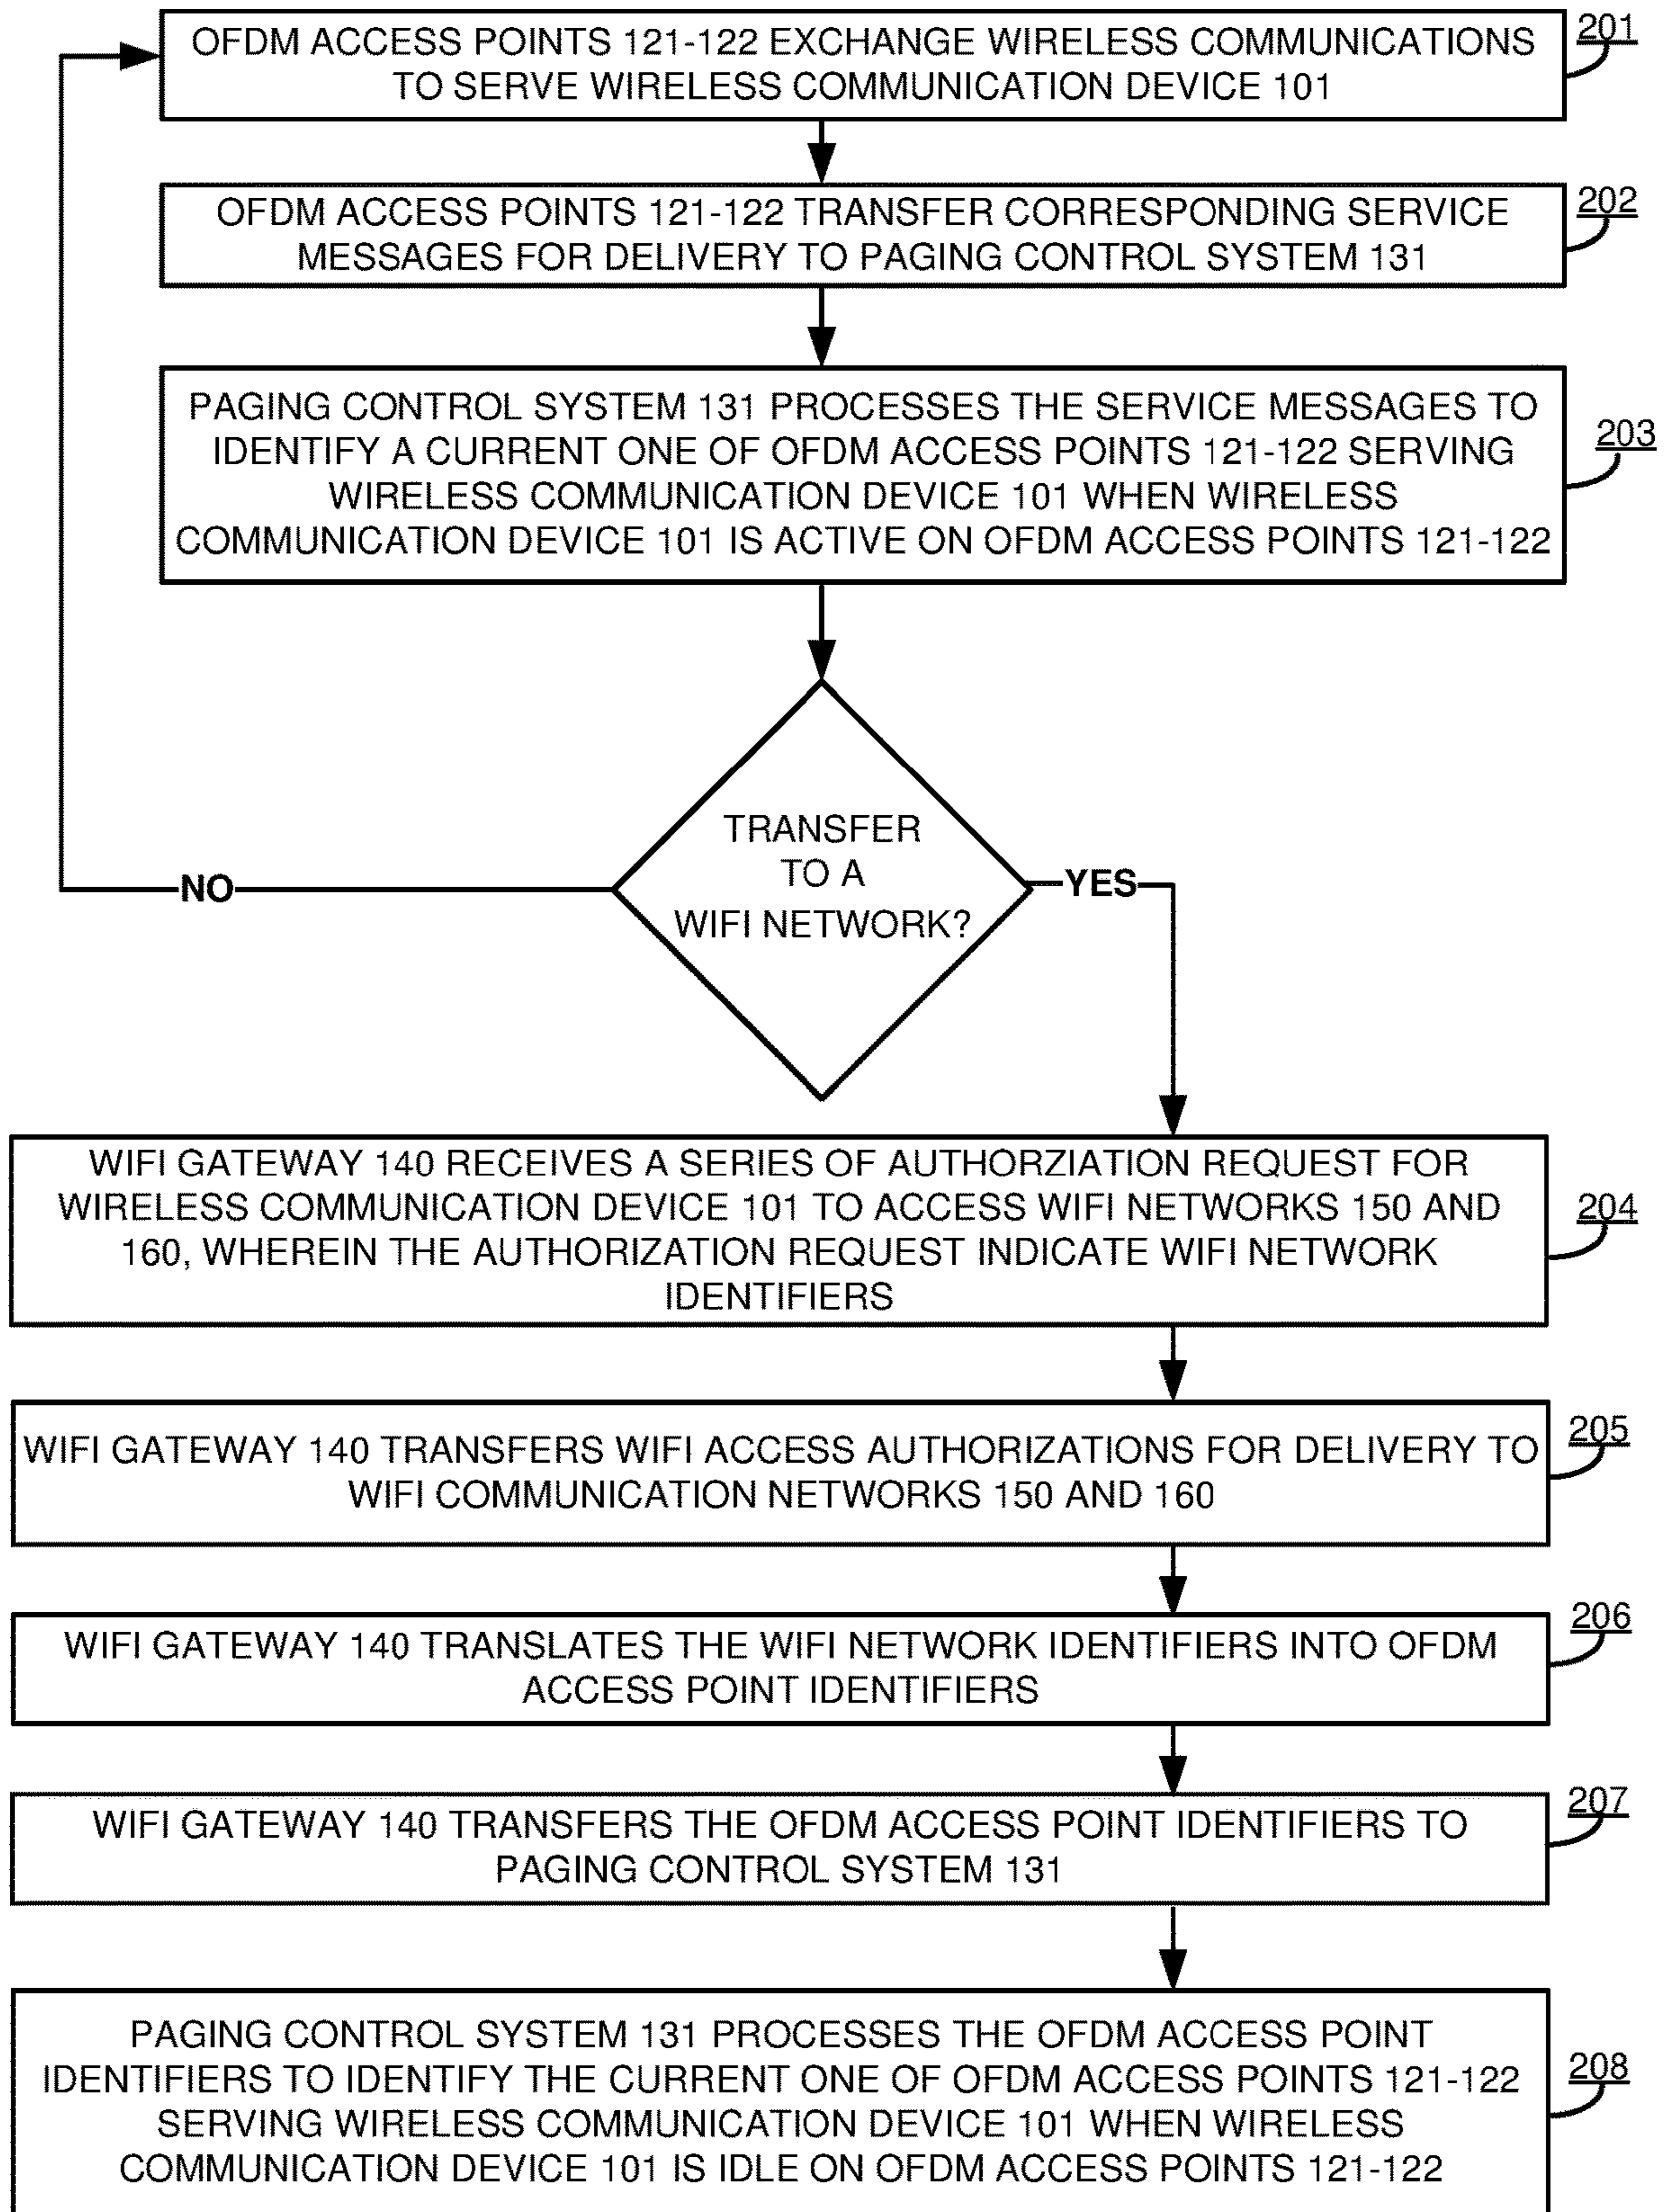 OFDM ACCESS POINTS 121-122 EXCHANGE WIRELESS COMMUNICATIONS
TO SERVE WIRELESS COMMUNICATION DEVICE 101
201
OFDM ACCESS POINTS 121-122 TRANSFER CORRESPONDING SERVICE
MESSAGES FOR DELIVERY TO PAGING CONTROL SYSTEM 131
202
PAGING CONTROL SYSTEM 131 PROCESSES THE SERVICE MESSAGES TO
IDENTIFY A CURRENT ONE OF OFDM ACCESS POINTS 121-122 SERVING
WIRELESS COMMUNICATION DEVICE 101 WHEN WIRELESS
COMMUNICATION DEVICE 101 IS ACTIVE ON OFDM ACCESS POINTS 121-122
203
TRANSFER
TO A
WIFI NETWORK?
NO
YES
WIFI GATEWAY 140 RECEIVES A SERIES OF AUTHORZIATION REQUEST FOR
WIRELESS COMMUNICATION DEVICE 101 TO ACCESS WIFI NETWORKS 150 AND
160, WHEREIN THE AUTHORIZATION REQUEST INDICATE WIFI NETWORK
IDENTIFIERS
204
WIFI GATEWAY 140 TRANSFERS WIFI ACCESS AUTHORIZATIONS FOR DELIVERY TO
WIFI COMMUNICATION NETWORKS 150 AND 160
205
WIFI GATEWAY 140 TRANSLATES THE WIFI NETWORK IDENTIFIERS INTO OFDM
ACCESS POINT IDENTIFIERS
206
WIFI GATEWAY 140 TRANSFERS THE OFDM ACCESS POINT IDENTIFIERS TO
PAGING CONTROL SYSTEM 131
207
PAGING CONTROL SYSTEM 131 PROCESSES THE OFDM ACCESS POINT
IDENTIFIERS TO IDENTIFY THE CURRENT ONE OF OFDM ACCESS POINTS 121-122
SERVING WIRELESS COMMUNICATION DEVICE 101 WHEN WIRELESS
COMMUNICATION DEVICE 101 IS IDLE ON OFDM ACCESS POINTS 121-122
208